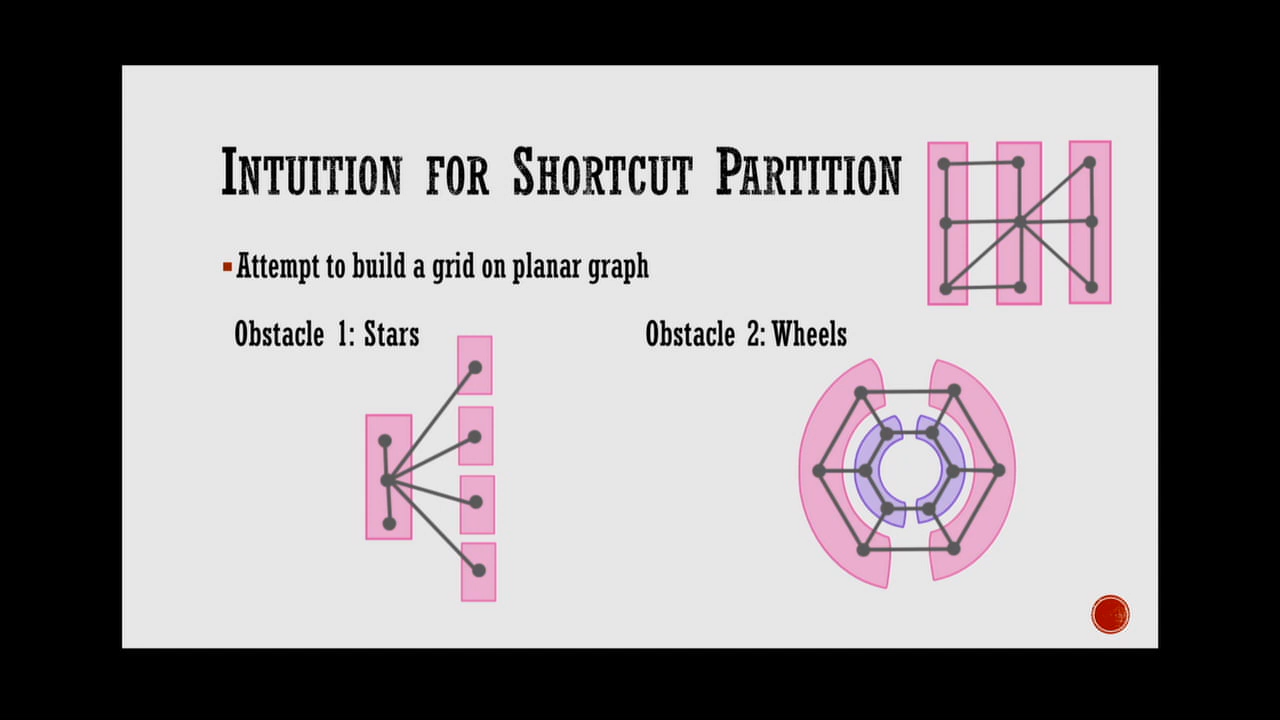 Intuition for Shortcut Partition
Attempt to build a grid on planar graph
Obstacle 1: Stars
Obstacle 2: Wheels